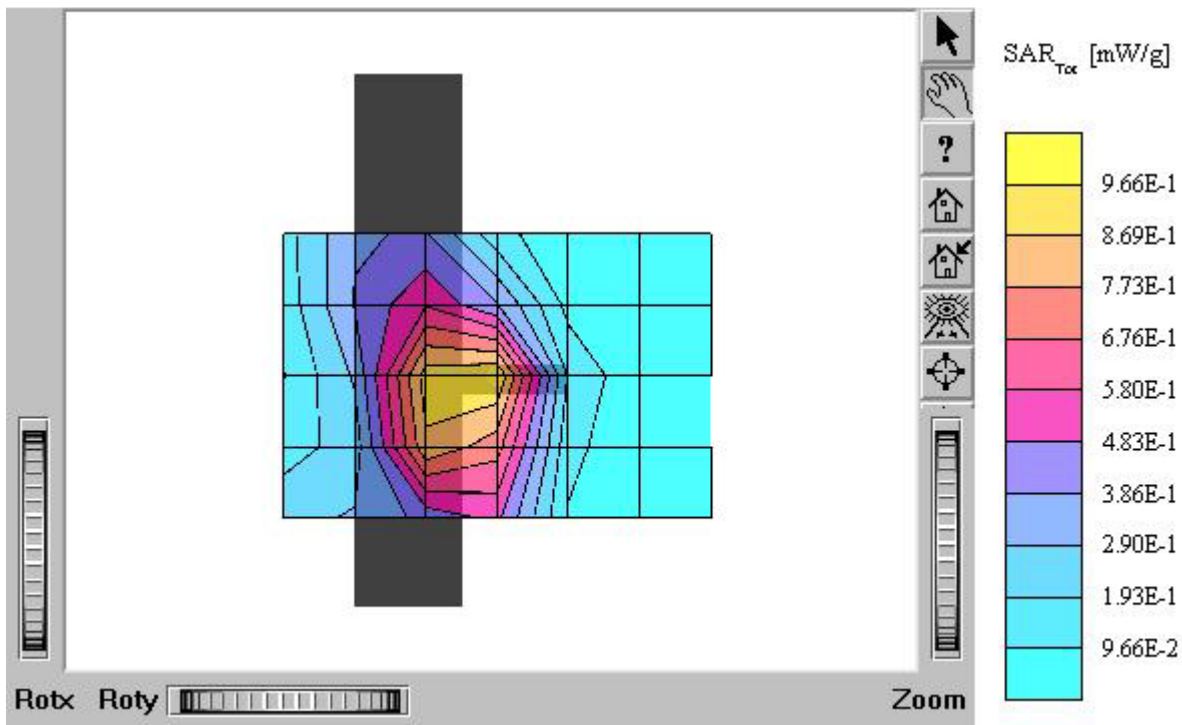 SAR_Tot [mW/g]
?
9.66E-1
8.69E-1
7.73E-1
6.76E-1
5.80E-1
4.83E-1
3.86E-1
2.90E-1
1.93E-1
9.66E-2
Rotx Roty Zoom